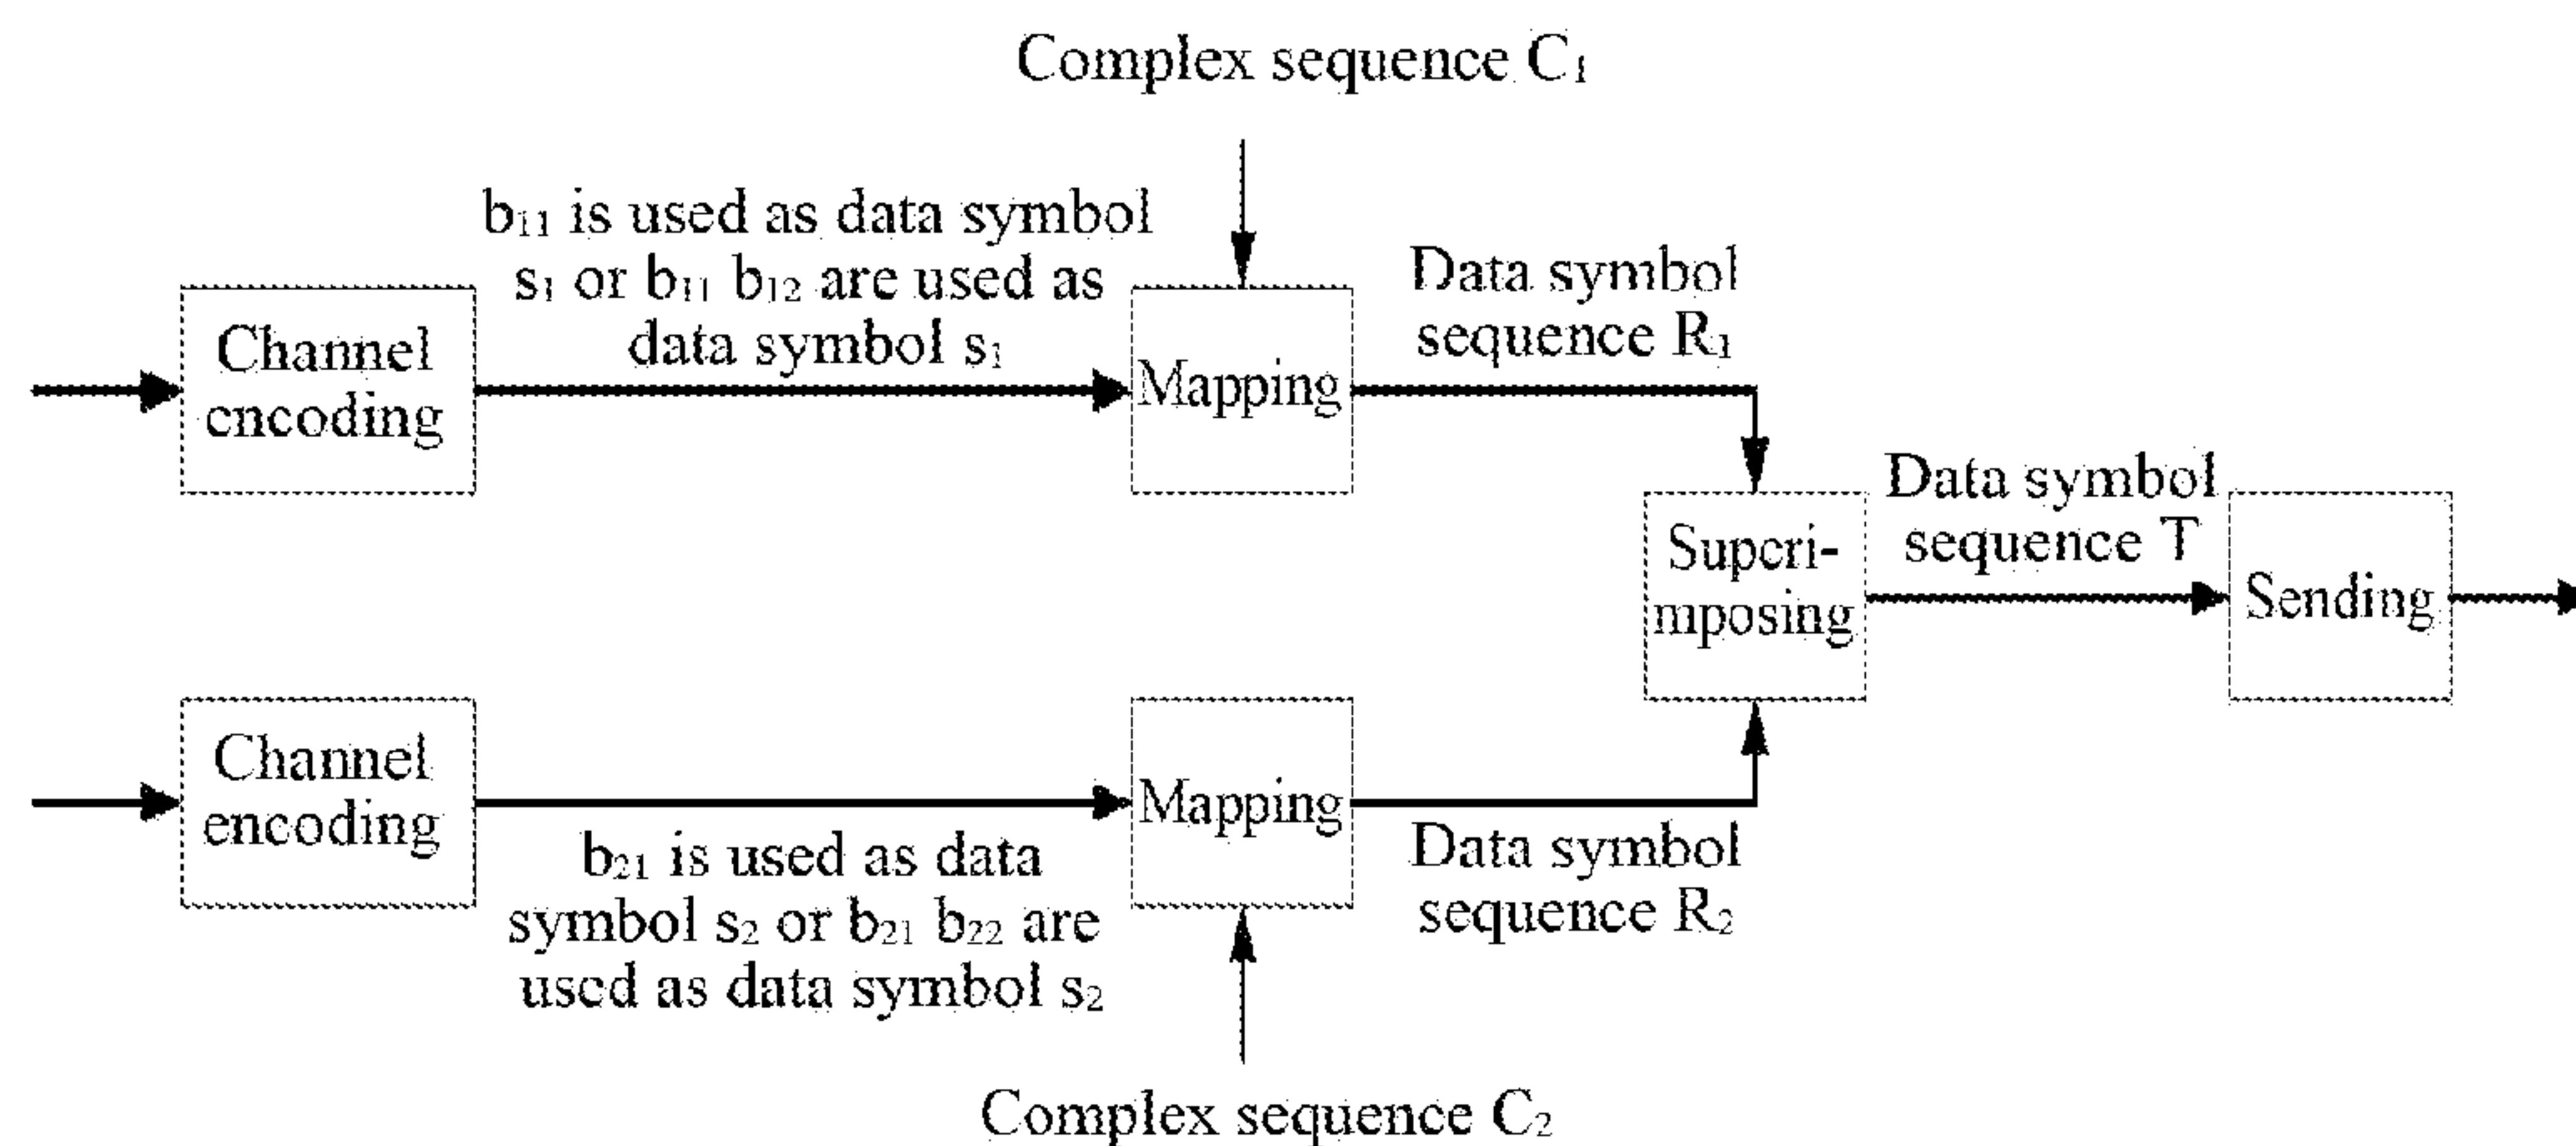 Complex sequence C₁
b₁₁ is used as data symbol
s₁ or b₁₁ b₁₂ are used as
data symbol s₁
Channel
encoding
Mapping
Data symbol
sequence R₁
Superi-
mposing
Data symbol
sequence T
Sending
Channel
encoding
b₂₁ is used as data
symbol s₂ or b₂₁ b₂₂ are
used as data symbol s₂
Mapping
Data symbol
sequence R₂
Complex sequence C₂